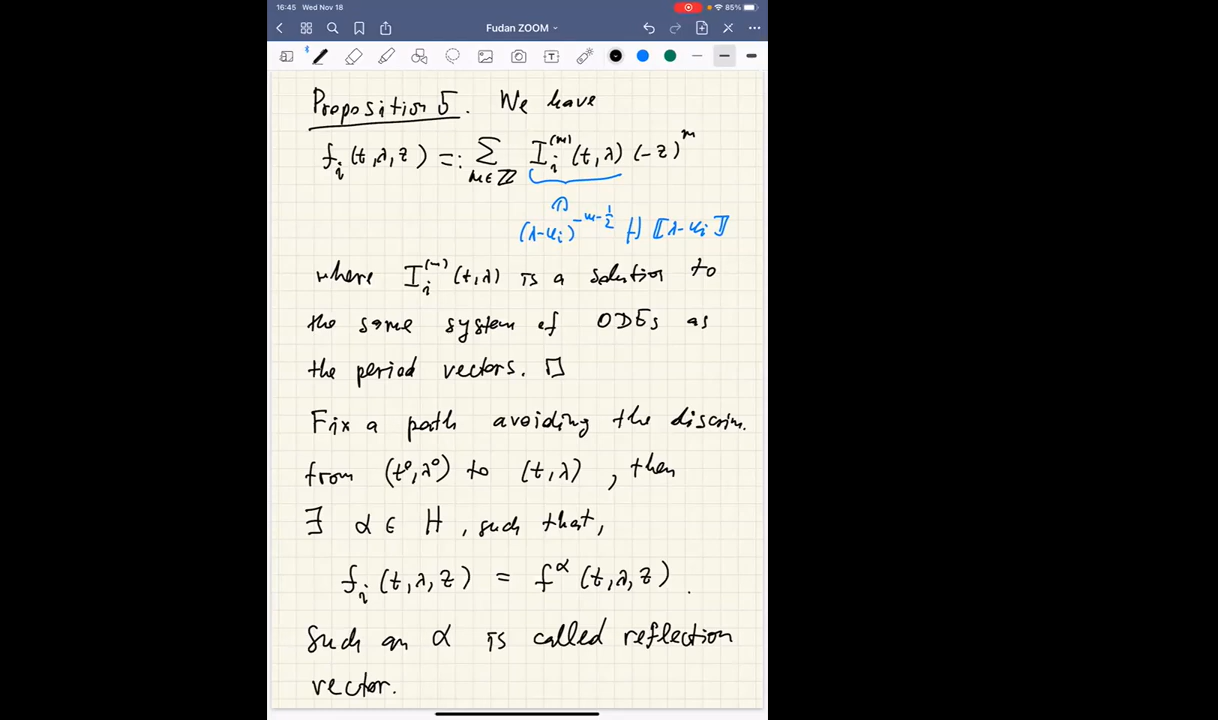 16:45 Wed Nov 18
85%
Fudan ZOOM
Proposition 5. We have
f_i (t,λ,z) =: Σ_{m∈ℤ} I_i^{(m)} (t,λ) (-z)^m
(λ-u_i)^{-m-1/2} H ⟦λ-u_i⟧
where I_i^{(m)} (t,λ) is a solution to
the same system of ODEs as
the period vectors. □
Fix a path avoiding the discrim.
from (t⁰,λ⁰) to (t,λ), then
∃ α ∈ H, such that,
f_i (t,λ,z) = f^α (t,λ,z).
Such an α is called reflection
vector.